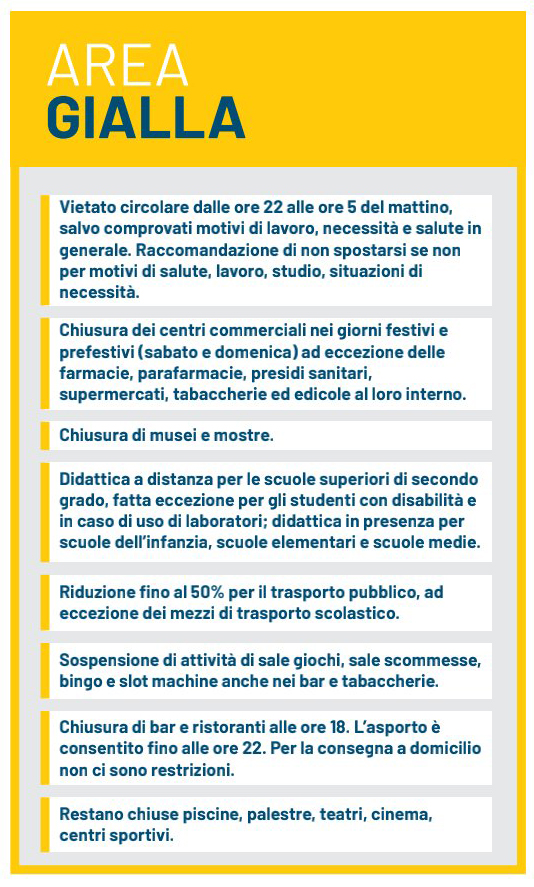 AREA
GIALLA
Vietato circolare dalle ore 22 alle ore 5 del mattino,
salvo comprovati motivi di lavoro, necessità e salute in
generale. Raccomandazione di non spostarsi se non
per motivi di salute, lavoro, studio, situazioni di
necessità.
Chiusura dei centri commerciali nei giorni festivi e
prefestivi (sabato e domenica) ad eccezione delle
farmacie, parafarmacie, presidi sanitari,
supermercati, tabaccherie ed edicole al loro interno.
Chiusura di musei e mostre.
Didattica a distanza per le scuole superiori di secondo
grado, fatta eccezione per gli studenti con disabilità e
in caso di uso di laboratori; didattica in presenza per
scuole dell'infanzia, scuole elementari e scuole medie.
Riduzione fino al 50% per il trasporto pubblico, ad
eccezione dei mezzi di trasporto scolastico.
Sospensione di attività di sale giochi, sale scommesse,
bingo e slot machine anche nei bar e tabaccherie.
Chiusura di bar e ristoranti alle ore 18. L'asporto è
consentito fino alle ore 22. Per la consegna a domicilio
non ci sono restrizioni.
Restano chiuse piscine, palestre, teatri, cinema,
centri sportivi.